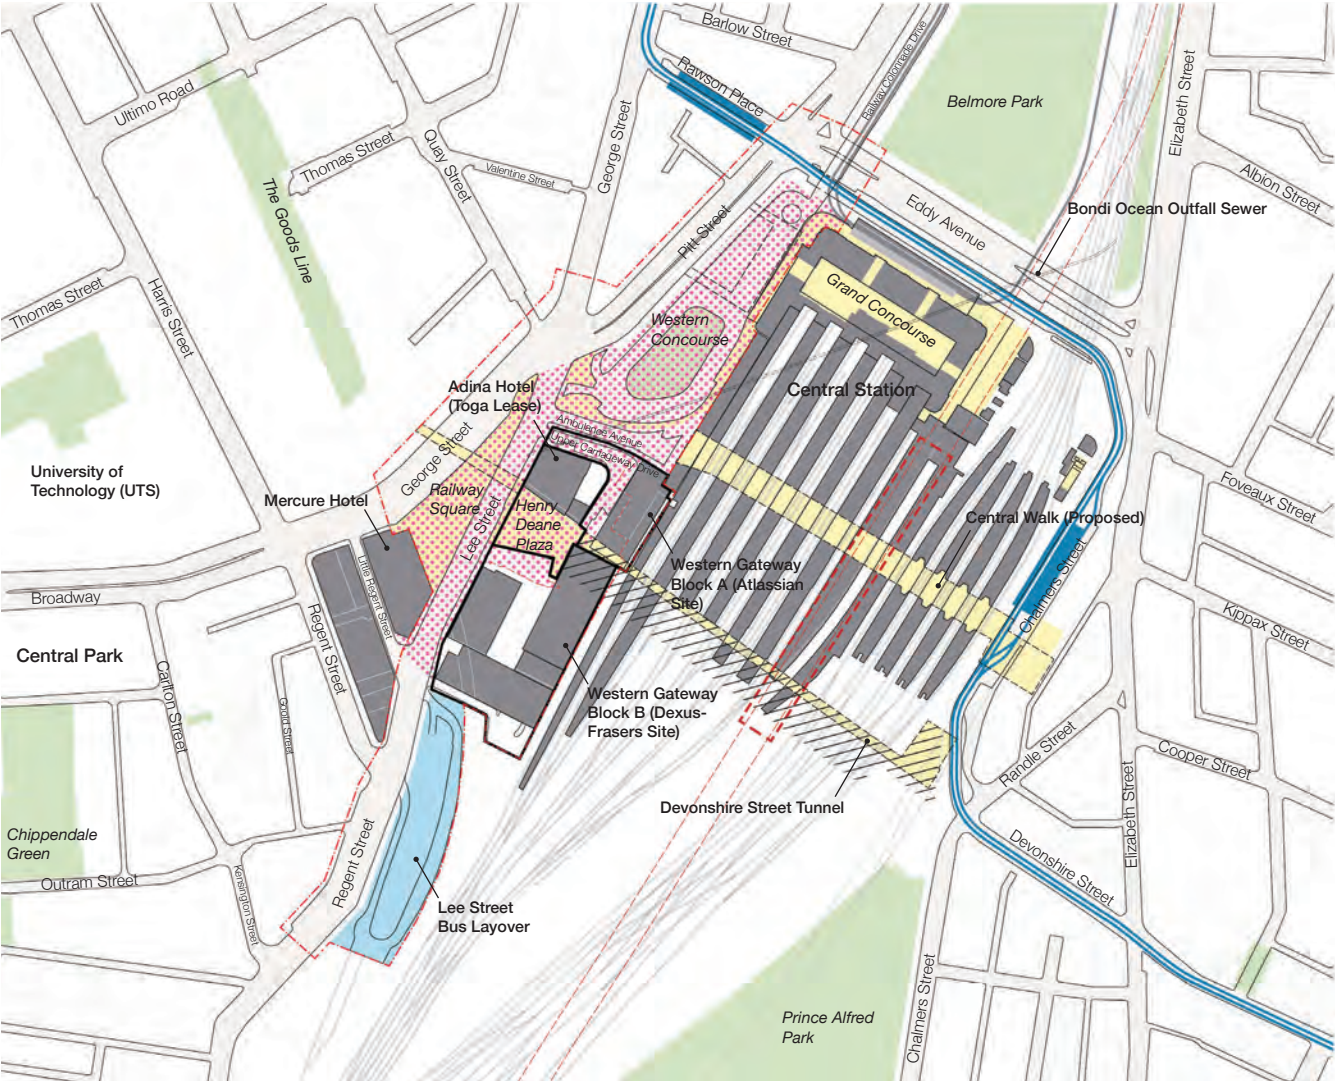 Barlow Street
Rawson Place
Railway Colonnade Drive
Belmore Park
Elizabeth Street
Ultimo Road
Thomas Street
Quay Street
Valentine Street
George Street
Albion Street
The Goods Line
Pitt Street
Eddy Avenue
Bondi Ocean Outfall Sewer
Thomas Street
Harris Street
Grand Concourse
Western
Concourse
Adina Hotel
(Toga Lease)
Central Station
Ambulance Avenue
Upper Carriageway Drive
George Street
University of
Technology (UTS)
Mercure Hotel
Railway
Square
Lee Street
Henry
Deane
Plaza
Foveaux Street
Central Walk (Proposed)
Western Gateway
Block A (Atlassian
Site)
Chalmers Street
Little Regent Street
Broadway
Regent Street
Kippax Street
Central Park
Carlton Street
Goold Street
Western Gateway
Block B (Dexus-
Frasers Site)
Randle Street
Cooper Street
Elizabeth Street
Devonshire Street Tunnel
Chippendale
Green
Outram Street
Kensington Street
Regent Street
Devonshire Street
Lee Street
Bus Layover
Chalmers Street
Prince Alfred
Park